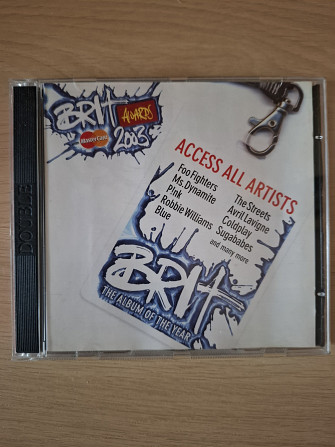 BRIT
AWARDS
MasterCard
2003
ACCESS ALL ARTISTS
Foo Fighters
Ms. Dynamite
Pink
Robbie Williams
Blue
The Streets
Avril Lavigne
Coldplay
Sugababes
and many more
BRIT
THE ALBUM OF THE YEAR
DOUBLE